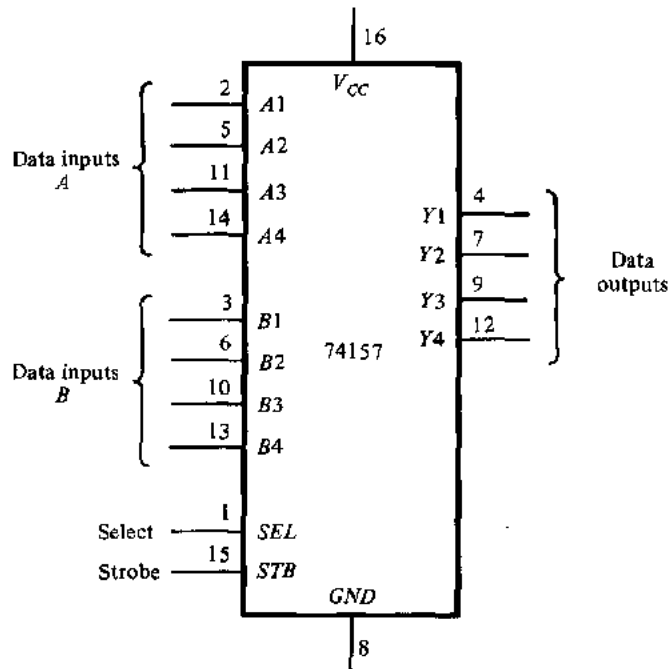 16
V_CC
2 A1
5 A2
Data inputs
A
11 A3
14 A4
3 B1
6 B2
Data inputs
B
10 B3
13 B4
74157
Y1 4
Y2 7
Y3 9
Y4 12
Data
outputs
Select 1 SEL
Strobe 15 STB
GND
8